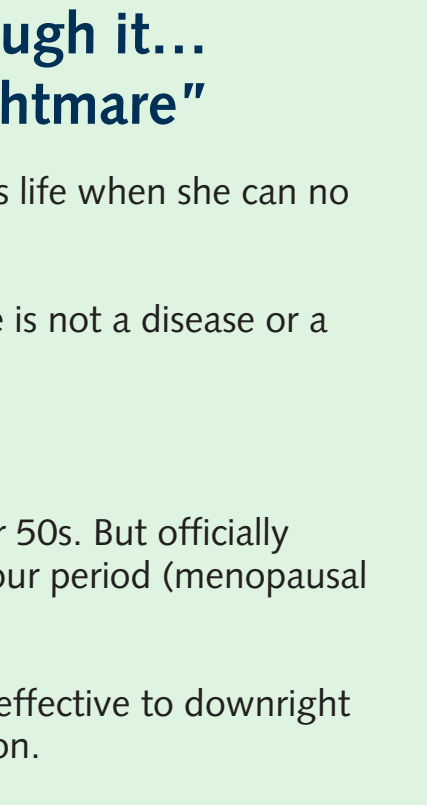 ugh it…
htmare”
s life when she can no
e is not a disease or a
r 50s. But officially
our period (menopausal
effective to downright
on.